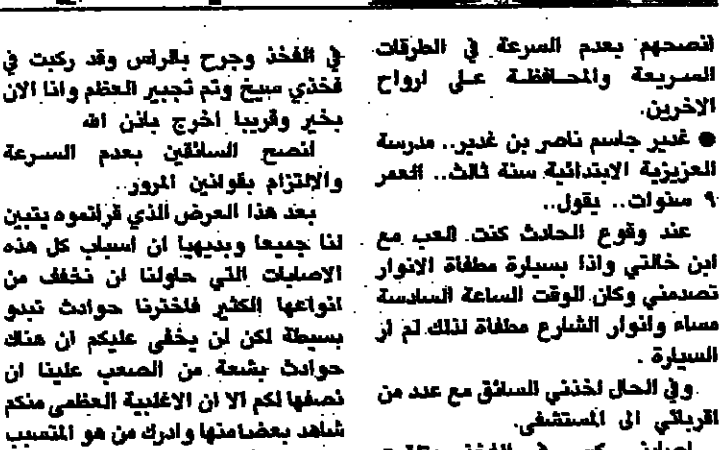 انصحهم بعدم السرعة في الطرقات
السريعة والمحافظة على ارواح
الاخرين.
● غدير جاسم ناصر بن غدير.. مدرسة
العزيزية الابتدائية سنة ثالث.. العمر
٩ سنوات.. يقول..
عند وقوع الحادث كنت العب مع
ابن خالتي واذا بسيارة مطفأة الانوار
تصدمني وكان الوقت الساعة السادسة
مساء وانوار الشارع مطفأة لذلك لم ار
السيارة .
وفي الحال اخذني السائق مع عدد من
اقربائي الى المستشفى.
في الفخذ وجرح بالراس وقد ركبت في
فخذي سيخ وتم تجبير العظم وانا الان
بخير وقريبا اخرج باذن الله
انصح السائقين بعدم السرعة
والالتزام بقوانين المرور..
بعد هذا العرض الذي قرأتموه يتبين
لنا جميعا وبديهيا ان اسباب كل هذه
الاصابات التي حاولنا ان نخفف من
انواعها الكثير فاخترنا حوادث تبدو
بسيطة لكن لن يخفى عليكم ان هناك
حوادث بشعة من الصعب علينا ان
نصفها لكم الا ان الاغلبية العظمى منكم
شاهد بعضا منها وادرك من هو المتسبب